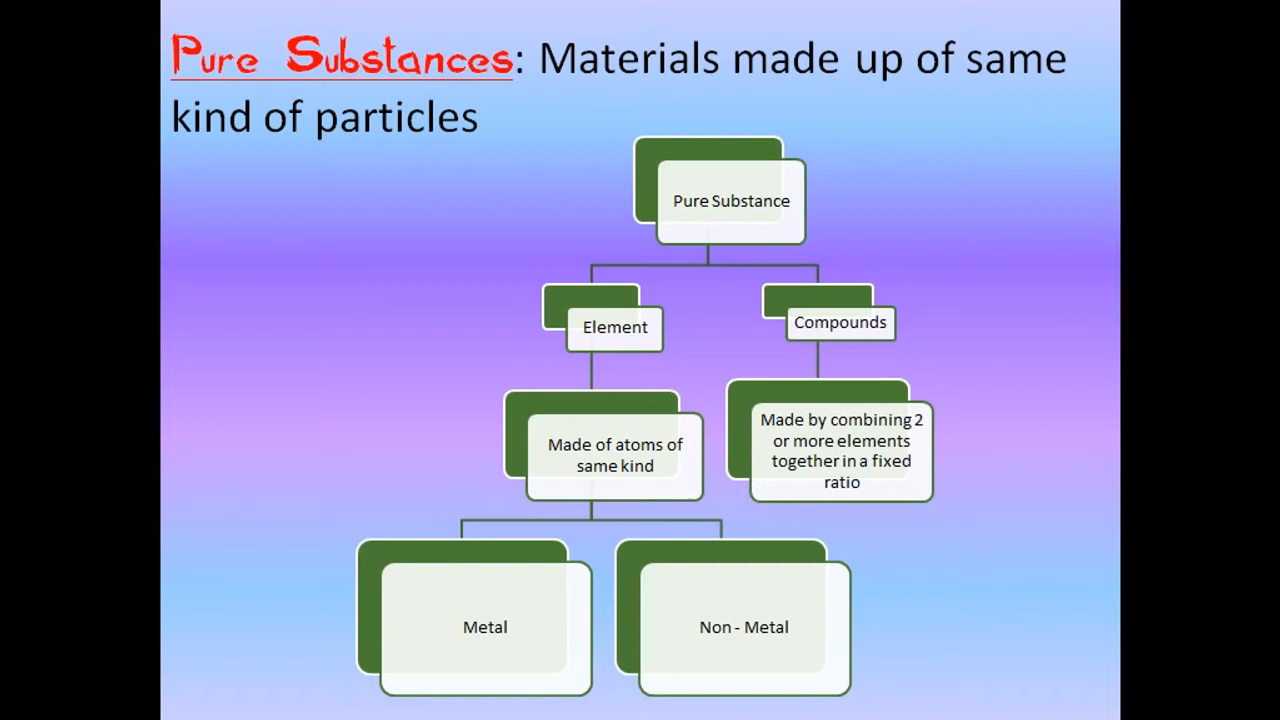 Pure Substances: Materials made up of same
kind of particles
Pure Substance
Element
Compounds
Made of atoms of
same kind
Made by combining 2
or more elements
together in a fixed
ratio
Metal
Non - Metal